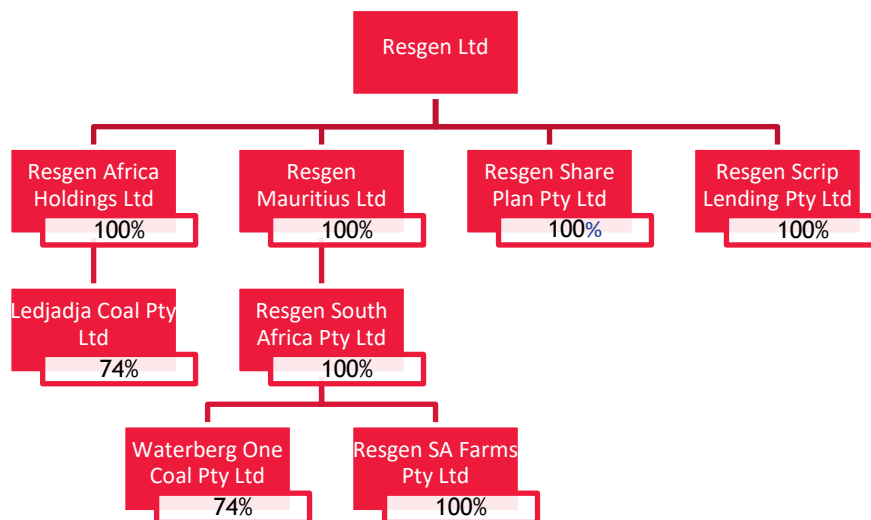 Resgen Ltd
Resgen Africa
Holdings Ltd
100%
Resgen
Mauritius Ltd
100%
Resgen Share
Plan Pty Ltd
100%
Resgen Scrip
Lending Pty Ltd
100%
Ledjadja Coal Pty
Ltd
74%
Resgen South
Africa Pty Ltd
100%
Waterberg One
Coal Pty Ltd
74%
Resgen SA Farms
Pty Ltd
100%